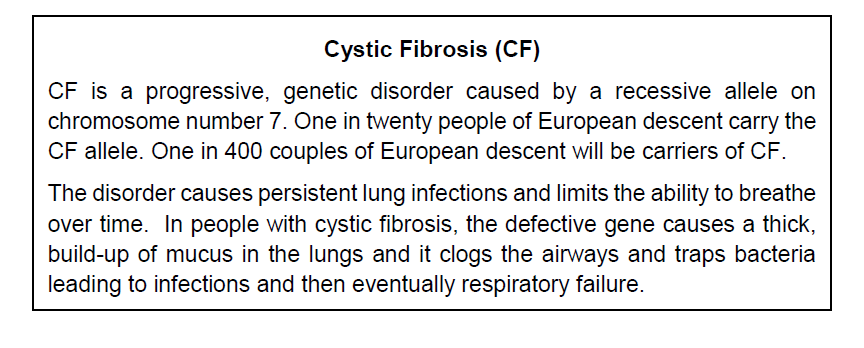 Cystic Fibrosis (CF)
CF is a progressive, genetic disorder caused by a recessive allele on
chromosome number 7. One in twenty people of European descent carry the
CF allele. One in 400 couples of European descent will be carriers of CF.
The disorder causes persistent lung infections and limits the ability to breathe
over time. In people with cystic fibrosis, the defective gene causes a thick,
build-up of mucus in the lungs and it clogs the airways and traps bacteria
leading to infections and then eventually respiratory failure.